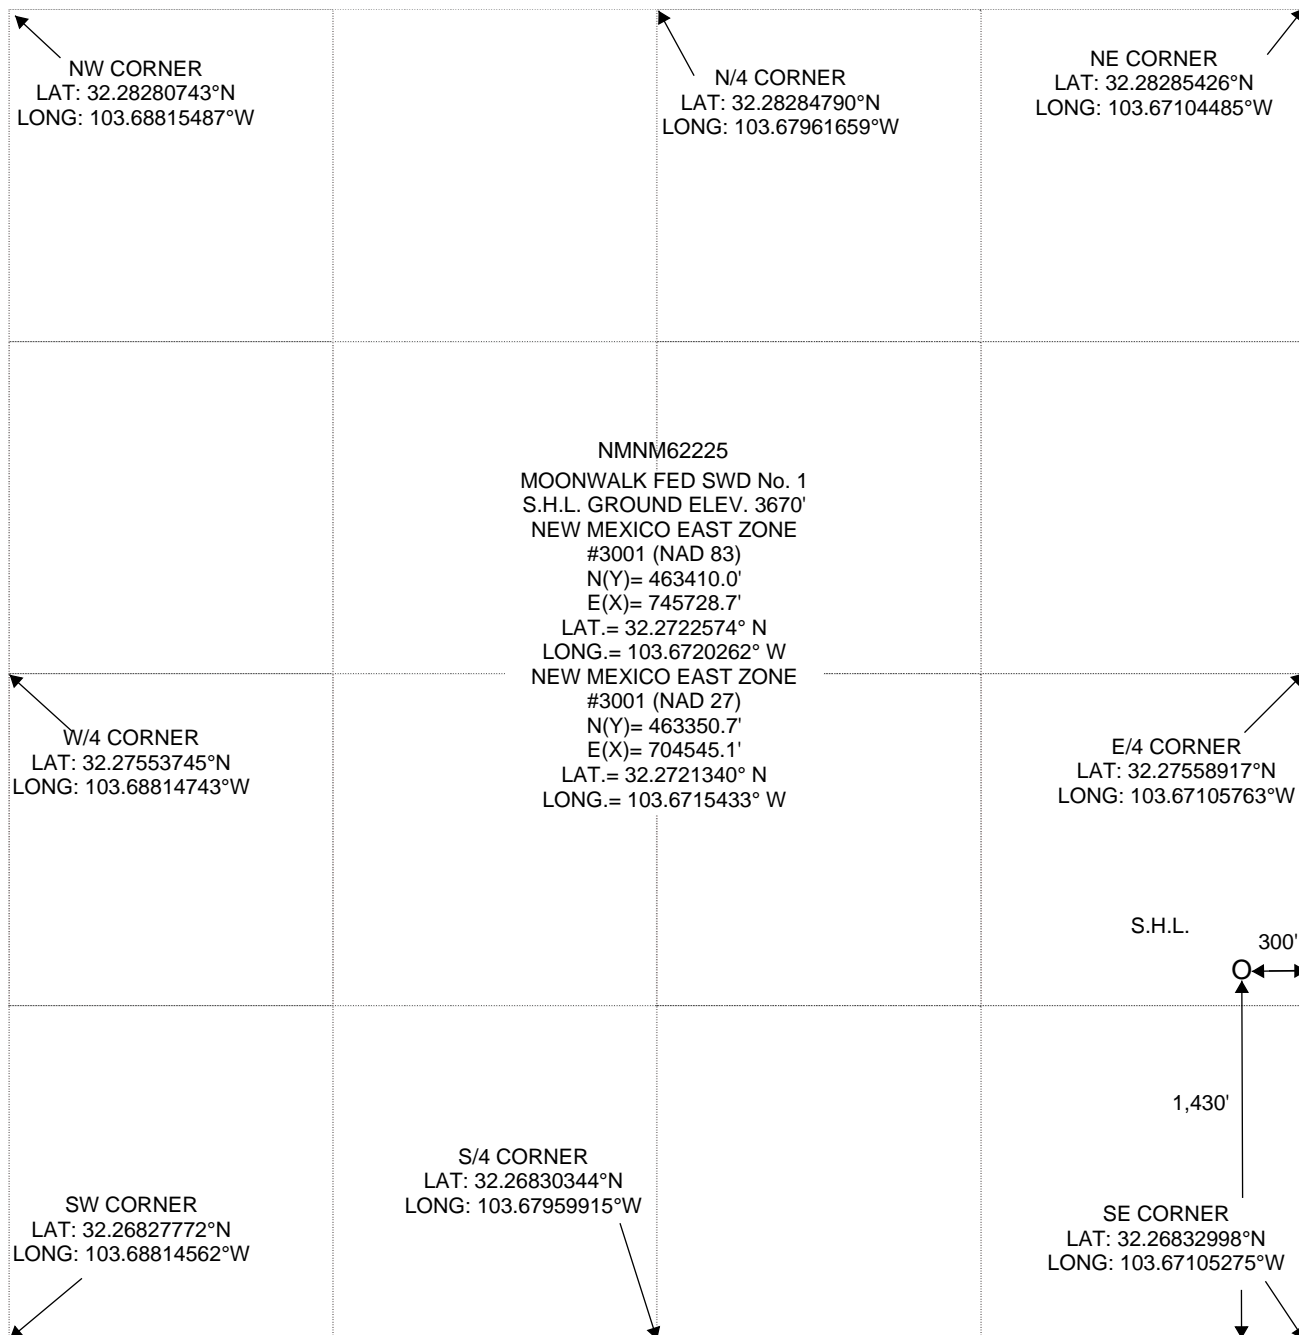 NW CORNER
LAT: 32.28280743°N
LONG: 103.68815487°W
N/4 CORNER
LAT: 32.28284790°N
LONG: 103.67961659°W
NE CORNER
LAT: 32.28285426°N
LONG: 103.67104485°W
NMNM62225
MOONWALK FED SWD No. 1
S.H.L. GROUND ELEV. 3670'
NEW MEXICO EAST ZONE
#3001 (NAD 83)
N(Y)= 463410.0'
E(X)= 745728.7'
LAT.= 32.2722574° N
LONG.= 103.6720262° W
NEW MEXICO EAST ZONE
#3001 (NAD 27)
N(Y)= 463350.7'
E(X)= 704545.1'
LAT.= 32.2721340° N
LONG.= 103.6715433° W
W/4 CORNER
LAT: 32.27553745°N
LONG: 103.68814743°W
E/4 CORNER
LAT: 32.27558917°N
LONG: 103.67105763°W
S.H.L.
300'
O
1,430'
S/4 CORNER
LAT: 32.26830344°N
LONG: 103.67959915°W
SW CORNER
LAT: 32.26827772°N
LONG: 103.68814562°W
SE CORNER
LAT: 32.26832998°N
LONG: 103.67105275°W